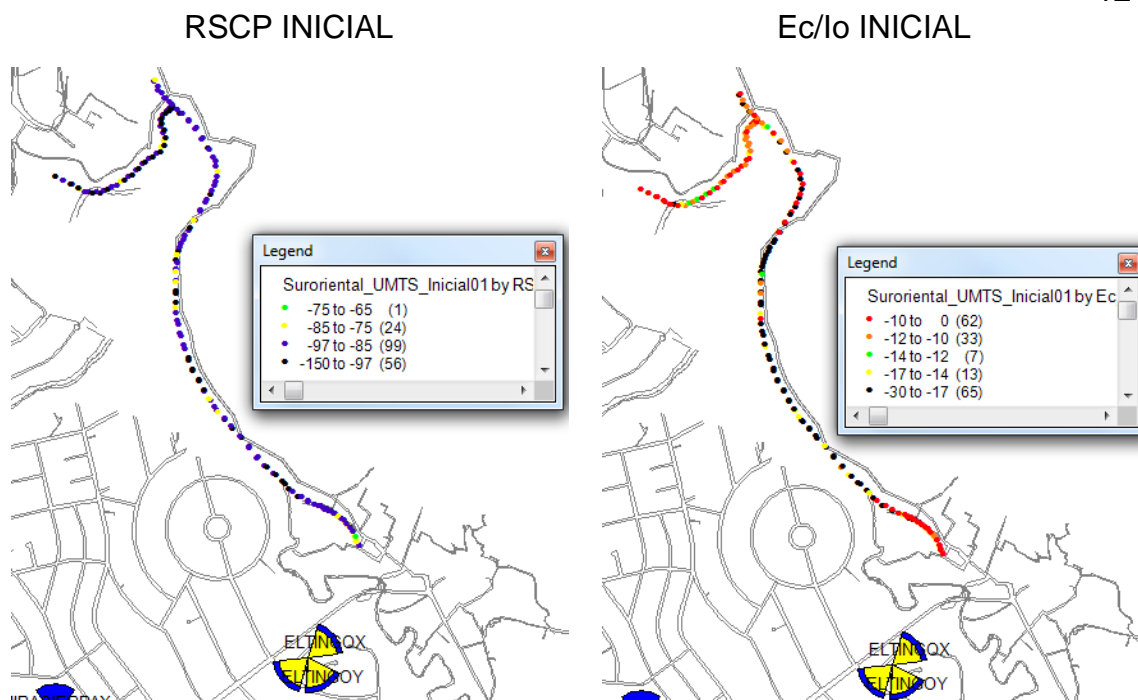 RSCP INICIAL
Ec/Io INICIAL
Legend
Suroriental_UMTS_Inicial01 by RS
-75 to -65 (1)
-85 to -75 (24)
-97 to -85 (99)
-150 to -97 (56)
ELTINGOX
ELTINGOY
Legend
Suroriental_UMTS_Inicial01 by Ec
-10 to 0 (62)
-12 to -10 (33)
-14 to -12 (7)
-17 to -14 (13)
-30 to -17 (65)
ELTINGOX
ELTINGOY